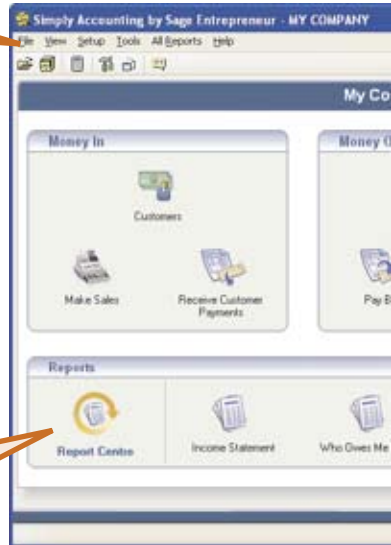 Simply Accounting by Sage Entrepreneur - MY COMPANY
File View Setup Tools All Reports Help
My Co
Money In
Money O
Customers
Make Sales
Receive Customer
Payments
Pay B
Reports
Report Centre
Income Statement
Who Owes Me